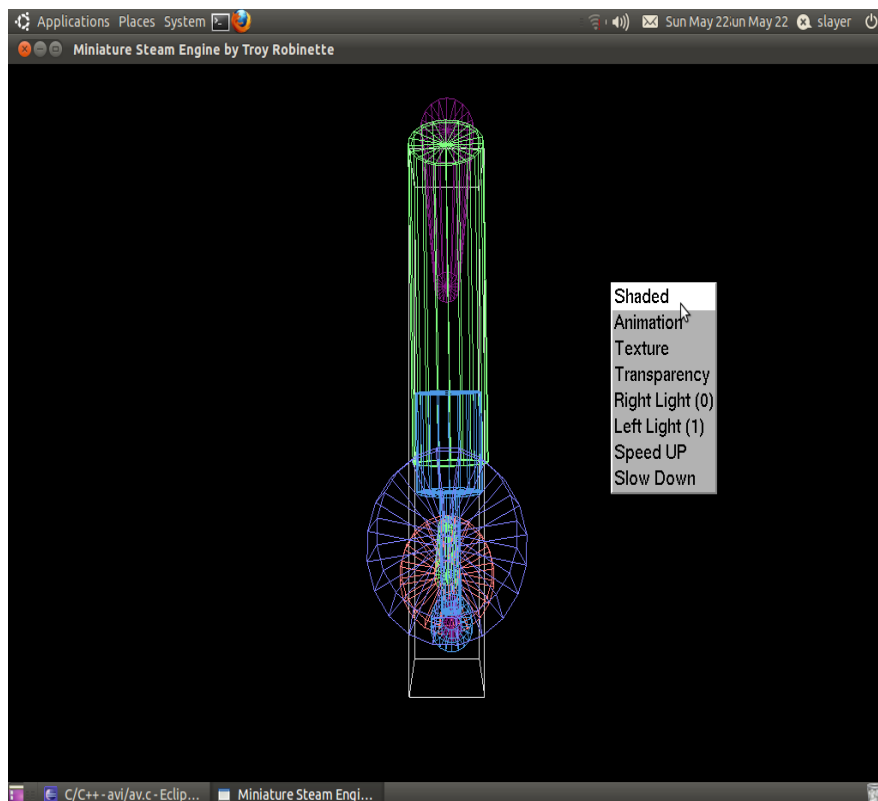 Applications Places System Sun May 22 Sun May 22 slayer
Miniature Steam Engine by Troy Robinette
Shaded
Animation
Texture
Transparency
Right Light (0)
Left Light (1)
Speed UP
Slow Down
C/C++ - avi/av.c - Eclip... Miniature Steam Engi...